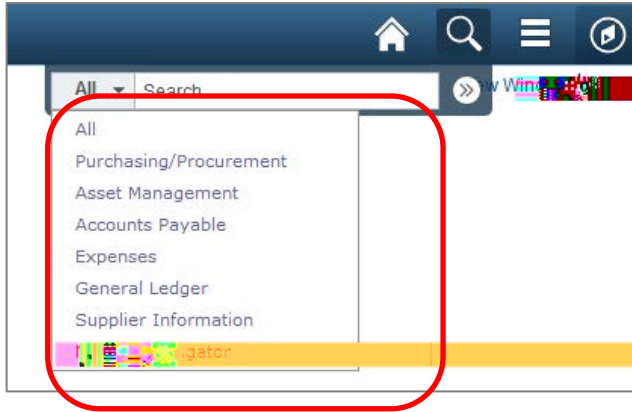 All Search
All
Purchasing/Procurement
Asset Management
Accounts Payable
Expenses
General Ledger
Supplier Information